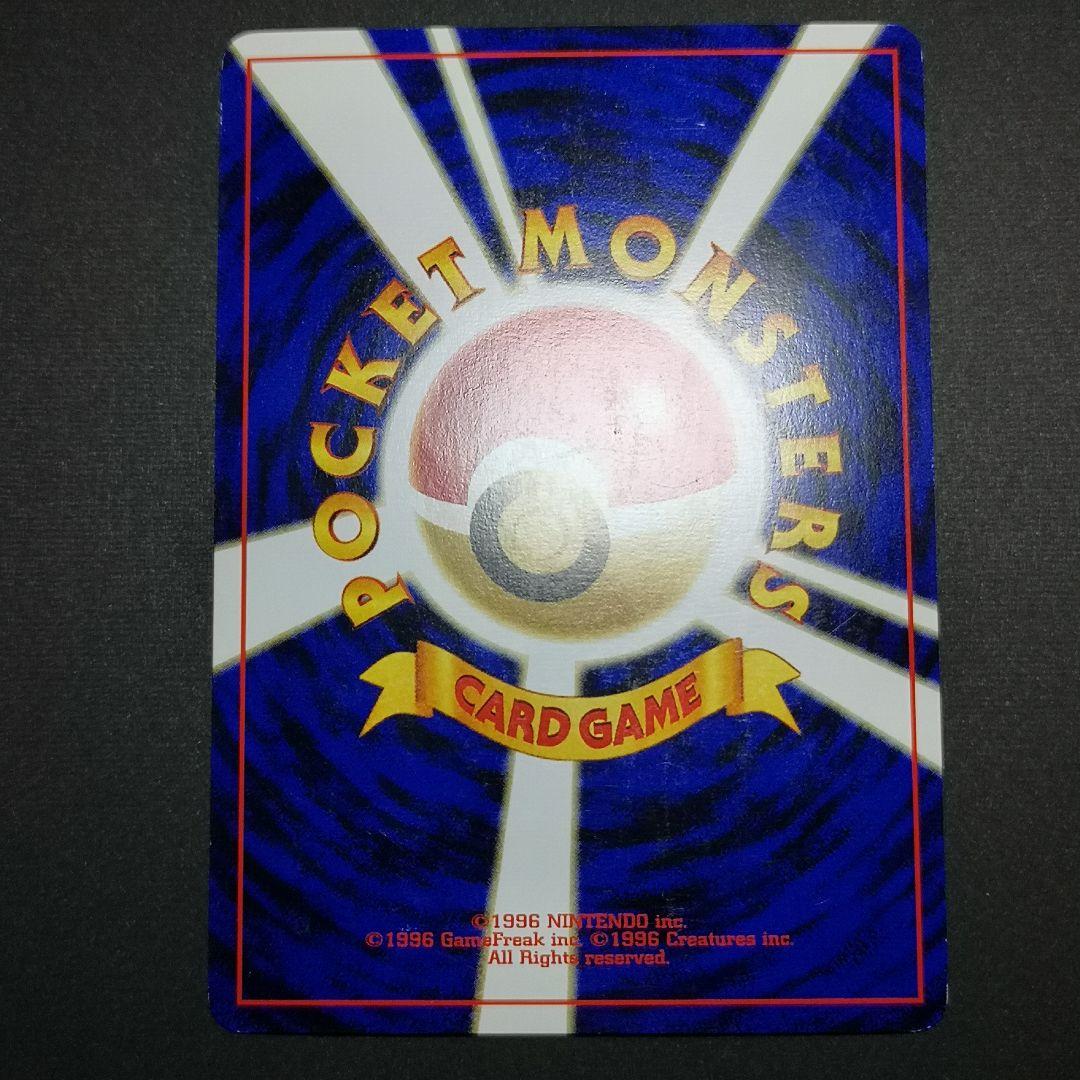 POCKET MONSTERS
CARD GAME
©1996 NINTENDO inc.
©1996 GameFreak inc. ©1996 Creatures inc.
All Rights reserved.